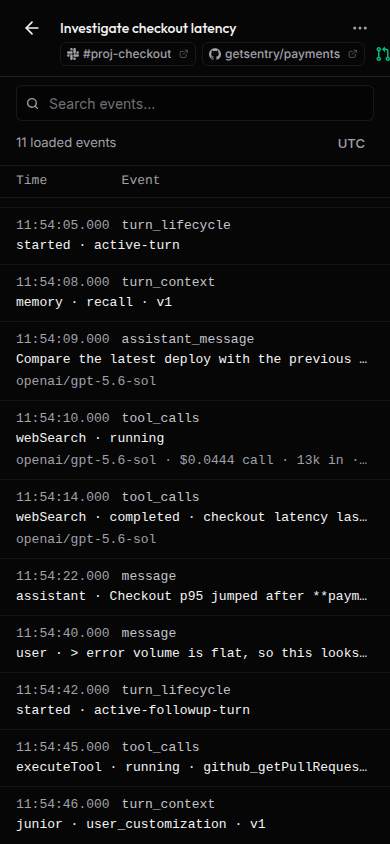 Investigate checkout latency
#proj-checkout
getsentry/payments
Search events...
11 loaded events
UTC
Time Event
11:54:05.000 turn_lifecycle
started · active-turn
11:54:08.000 turn_context
memory · recall · v1
11:54:09.000 assistant_message
Compare the latest deploy with the previous …
openai/gpt-5.6-sol
11:54:10.000 tool_calls
webSearch · running
openai/gpt-5.6-sol · $0.0444 call · 13k in ·…
11:54:14.000 tool_calls
webSearch · completed · checkout latency las…
openai/gpt-5.6-sol
11:54:22.000 message
assistant · Checkout p95 jumped after **paym…
11:54:40.000 message
user · > error volume is flat, so this looks…
11:54:42.000 turn_lifecycle
started · active-followup-turn
11:54:45.000 tool_calls
executeTool · running · github_getPullReques…
11:54:46.000 turn_context
junior · user_customization · v1